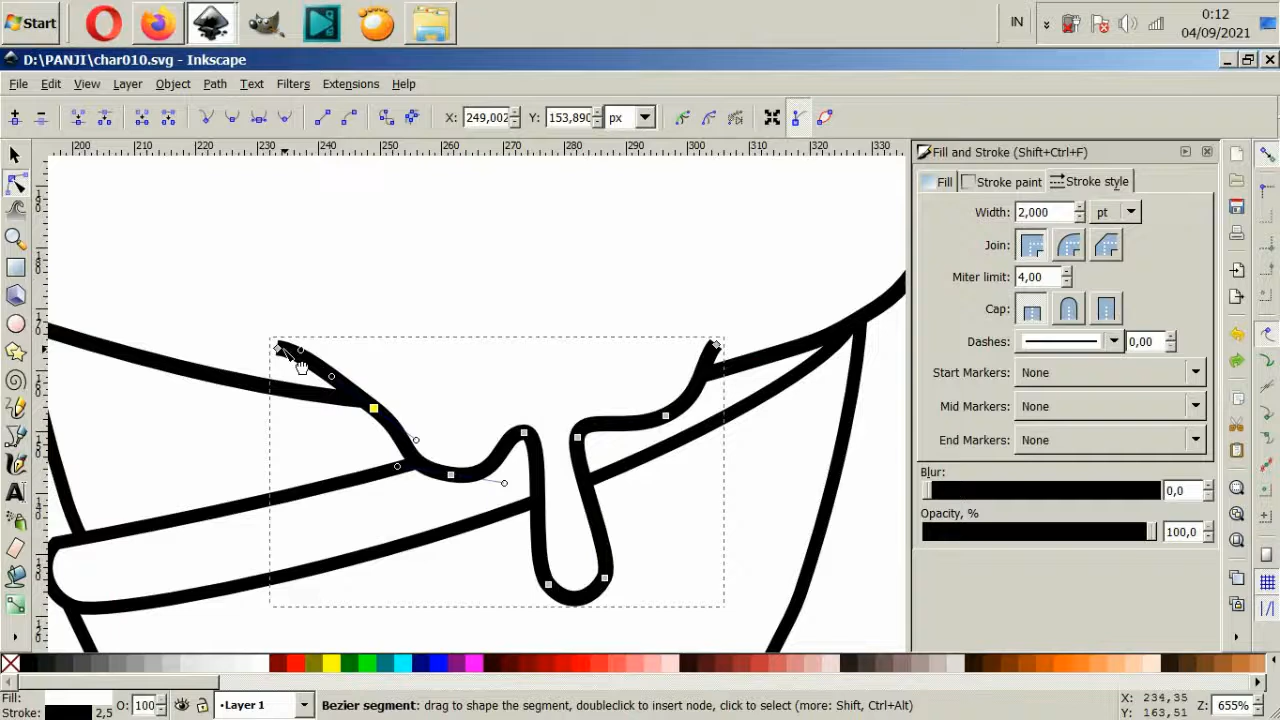 Start
IN
0:12
04/09/2021
D:\PANJI\char010.svg - Inkscape
File Edit View Layer Object Path Text Filters Extensions Help
X: 249,002 Y: 153,890 px
200 210 220 230 240 250 260 270 280 290 300 310 320 330
Fill and Stroke (Shift+Ctrl+F)
Fill Stroke paint Stroke style
Width: 2,000 pt
Join:
Miter limit: 4,00
Cap:
Dashes: 0,00
Start Markers: None
Mid Markers: None
End Markers: None
Blur:
0,0
Opacity, %
100,0
Fill:
Stroke: 2,5
O: 100
Layer 1
Bezier segment: drag to shape the segment, doubleclick to insert node, click to select (more: Shift, Ctrl+Alt)
X: 234,35
Y: 163,51
Z: 655%